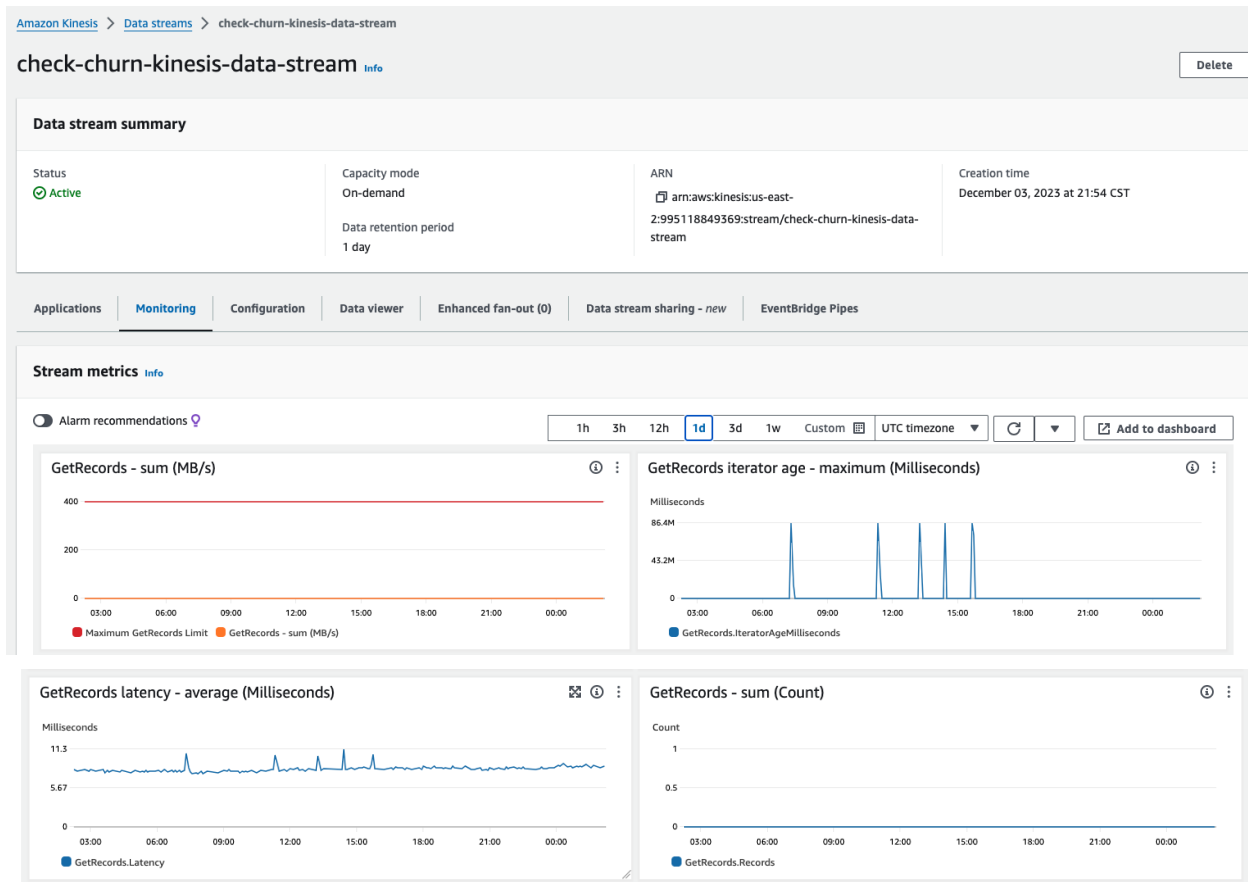 Amazon Kinesis > Data streams > check-churn-kinesis-data-stream
check-churn-kinesis-data-stream Info
Delete
Data stream summary
Status
Active
Capacity mode
On-demand
Data retention period
1 day
ARN
arn:aws:kinesis:us-east-
2:995118849369:stream/check-churn-kinesis-data-
stream
Creation time
December 03, 2023 at 21:54 CST
Applications Monitoring Configuration Data viewer Enhanced fan-out (0) Data stream sharing - new EventBridge Pipes
Stream metrics Info
Alarm recommendations
1h 3h 12h 1d 3d 1w Custom UTC timezone Add to dashboard
GetRecords - sum (MB/s)
400
200
0
03:00 06:00 09:00 12:00 15:00 18:00 21:00 00:00
Maximum GetRecords Limit GetRecords - sum (MB/s)
GetRecords iterator age - maximum (Milliseconds)
Milliseconds
86.4M
43.2M
0
03:00 06:00 09:00 12:00 15:00 18:00 21:00 00:00
GetRecords.IteratorAgeMilliseconds
GetRecords latency - average (Milliseconds)
Milliseconds
11.3
5.67
0
03:00 06:00 09:00 12:00 15:00 18:00 21:00 00:00
GetRecords.Latency
GetRecords - sum (Count)
Count
1
0.5
0
03:00 06:00 09:00 12:00 15:00 18:00 21:00 00:00
GetRecords.Records